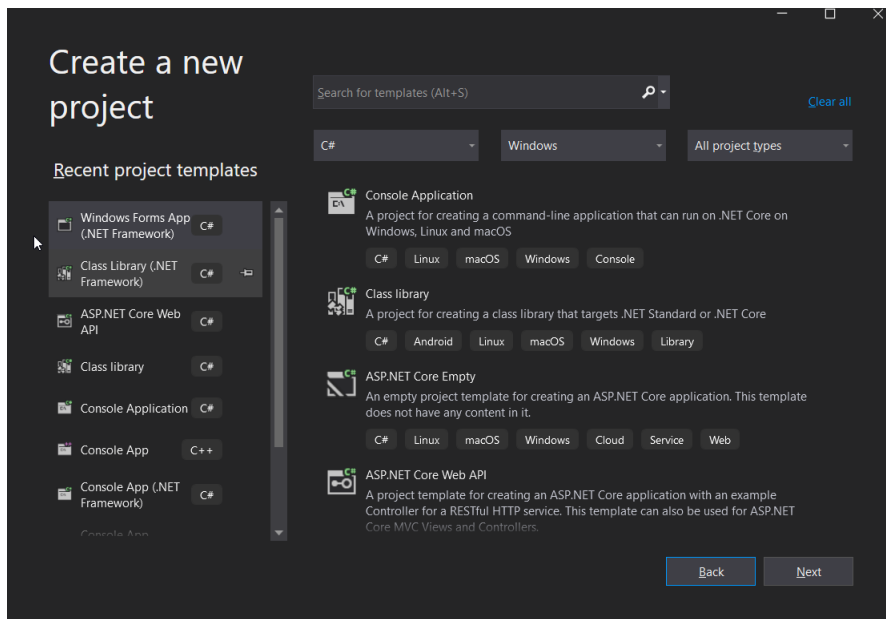 Create a new
project
Recent project templates
Windows Forms App
(.NET Framework)
C#
Class Library (.NET
Framework)
C#
ASP.NET Core Web
API
C#
Class library
C#
Console Application
C#
Console App
C++
Console App (.NET
Framework)
C#
Console App
Search for templates (Alt+S)
Clear all
C#
Windows
All project types
Console Application
A project for creating a command-line application that can run on .NET Core on
Windows, Linux and macOS
C# Linux macOS Windows Console
Class library
A project for creating a class library that targets .NET Standard or .NET Core
C# Android Linux macOS Windows Library
ASP.NET Core Empty
An empty project template for creating an ASP.NET Core application. This template
does not have any content in it.
C# Linux macOS Windows Cloud Service Web
ASP.NET Core Web API
A project template for creating an ASP.NET Core application with an example
Controller for a RESTful HTTP service. This template can also be used for ASP.NET
Core MVC Views and Controllers.
Back
Next